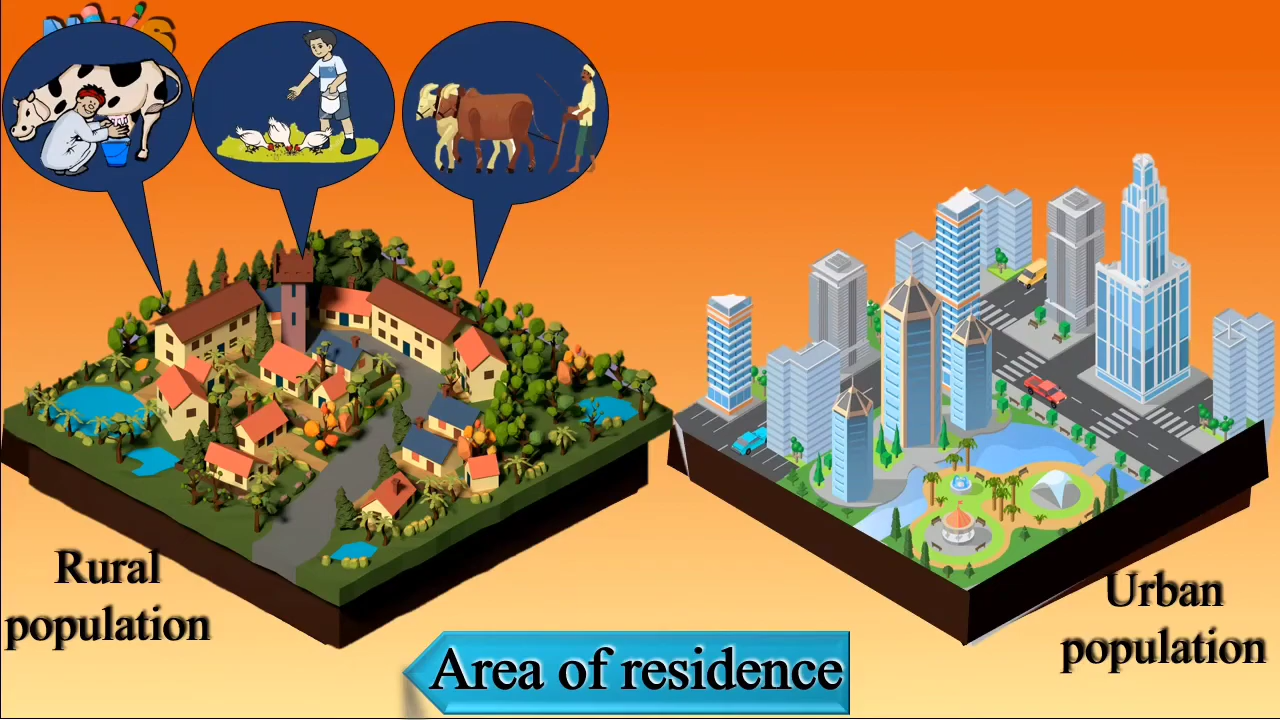 Rural
population
Urban
population
Area of residence